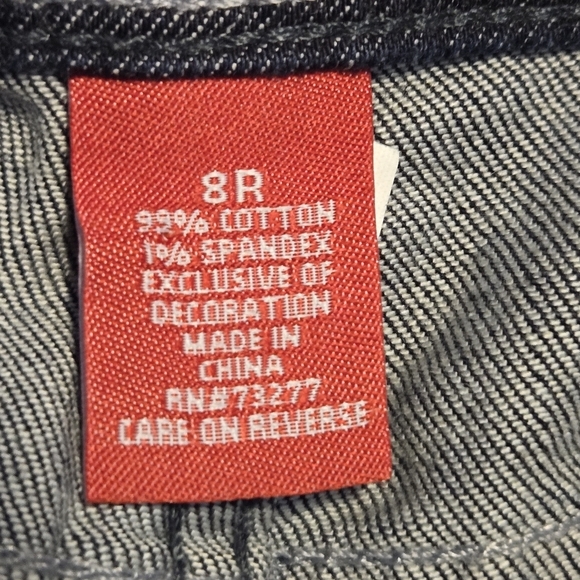 8R
99% COTTON
1% SPANDEX
EXCLUSIVE OF
DECORATION
MADE IN
CHINA
RN#73277
CARE ON REVERSE